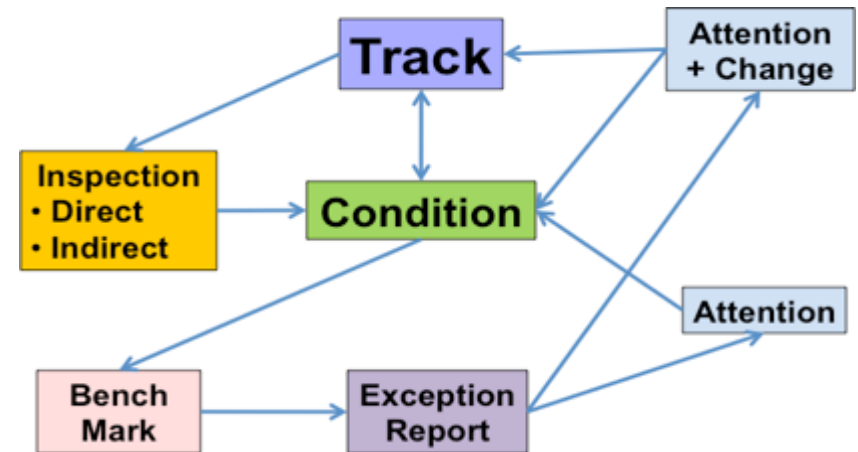 Track
Attention
+ Change
Inspection
• Direct
• Indirect
Condition
Attention
Bench
Mark
Exception
Report